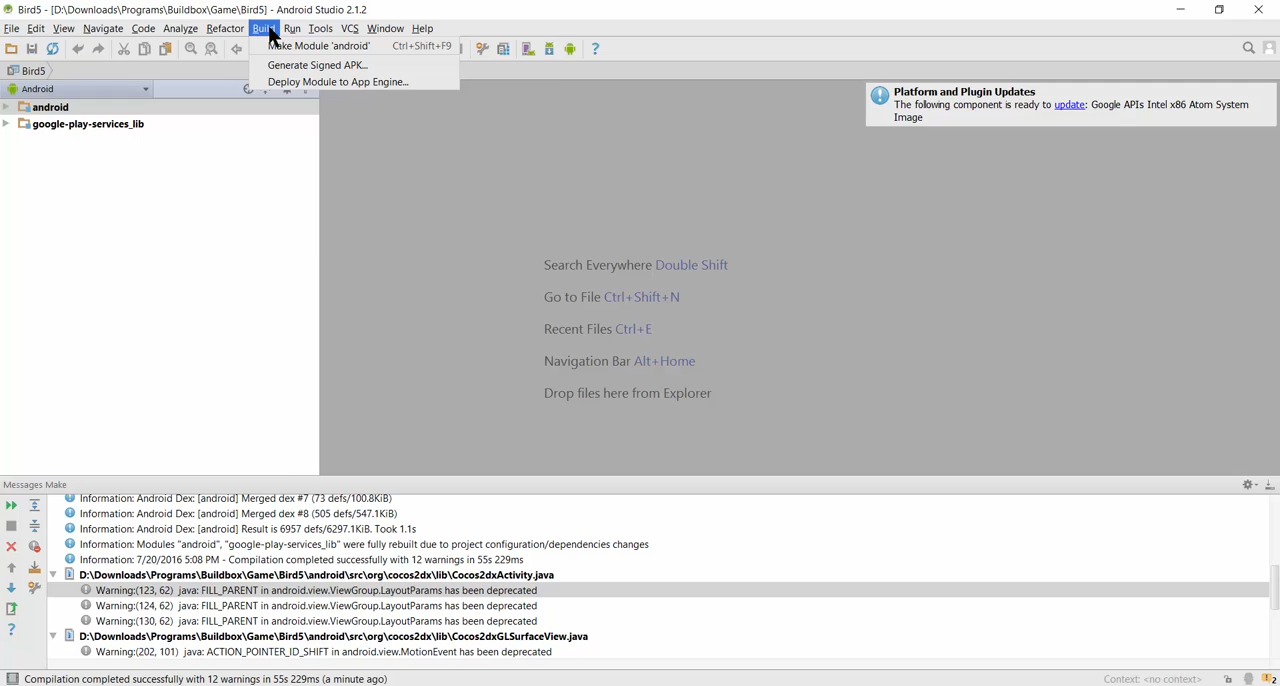 Bird5 - [D:\Downloads\Programs\Buildbox\Game\Bird5] - Android Studio 2.1.2
File Edit View Navigate Code Analyze Refactor Build Run Tools VCS Window Help
Make Module 'android' Ctrl+Shift+F9
Generate Signed APK...
Deploy Module to App Engine...
Bird5
Android
android
google-play-services_lib
Platform and Plugin Updates
The following component is ready to update: Google APIs Intel x86 Atom System
Image
Search Everywhere Double Shift
Go to File Ctrl+Shift+N
Recent Files Ctrl+E
Navigation Bar Alt+Home
Drop files here from Explorer
Messages Make
Information: Android Dex: [android] Merged dex #7 (73 defs/100.8KiB)
Information: Android Dex: [android] Merged dex #8 (505 defs/547.1KiB)
Information: Android Dex: [android] Result is 6957 defs/6297.1KiB. Took 1.1s
Information: Modules "android", "google-play-services_lib" were fully rebuilt due to project configuration/dependencies changes
Information: 7/20/2016 5:08 PM - Compilation completed successfully with 12 warnings in 55s 229ms
D:\Downloads\Programs\Buildbox\Game\Bird5\android\src\org\cocos2dx\lib\Cocos2dxActivity.java
Warning:(123, 62) java: FILL_PARENT in android.view.ViewGroup.LayoutParams has been deprecated
Warning:(124, 62) java: FILL_PARENT in android.view.ViewGroup.LayoutParams has been deprecated
Warning:(130, 62) java: FILL_PARENT in android.view.ViewGroup.LayoutParams has been deprecated
D:\Downloads\Programs\Buildbox\Game\Bird5\android\src\org\cocos2dx\lib\Cocos2dxGLSurfaceView.java
Warning:(202, 101) java: ACTION_POINTER_ID_SHIFT in android.view.MotionEvent has been deprecated
Compilation completed successfully with 12 warnings in 55s 229ms (a minute ago)
Context: <no context>
2